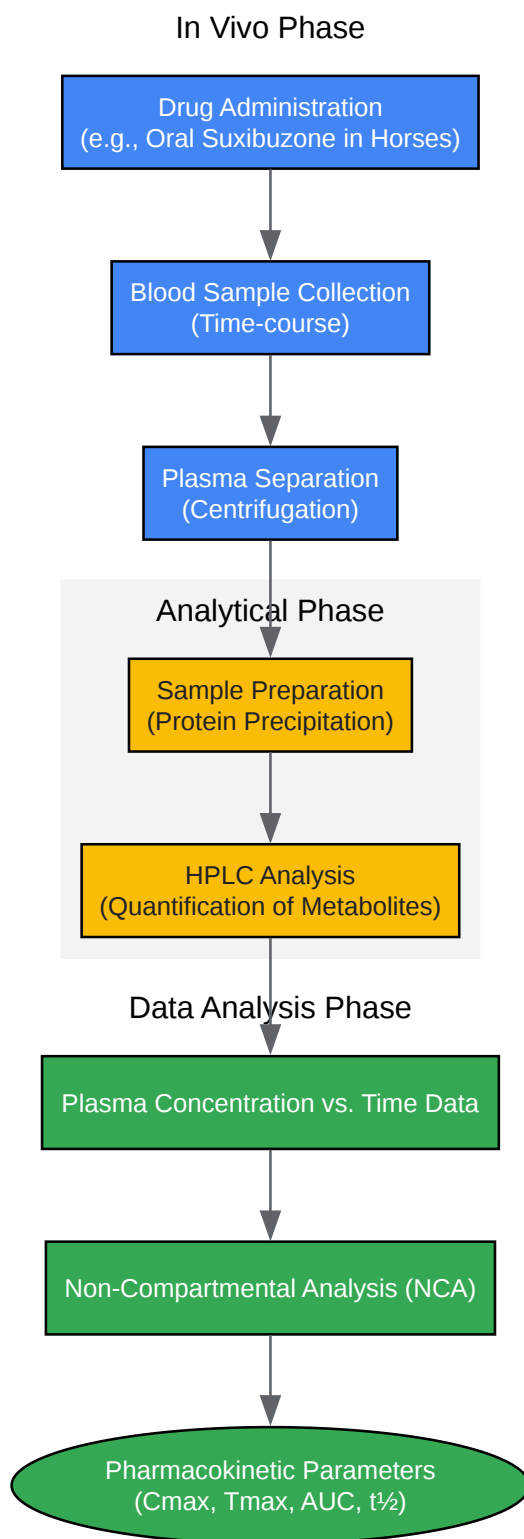 In Vivo Phase
Drug Administration
(e.g., Oral Suxibuzone in Horses)
Blood Sample Collection
(Time-course)
Plasma Separation
(Centrifugation)
Analytical Phase
Sample Preparation
(Protein Precipitation)
HPLC Analysis
(Quantification of Metabolites)
Data Analysis Phase
Plasma Concentration vs. Time Data
Non-Compartmental Analysis (NCA)
Pharmacokinetic Parameters
(Cmax, Tmax, AUC, t½)